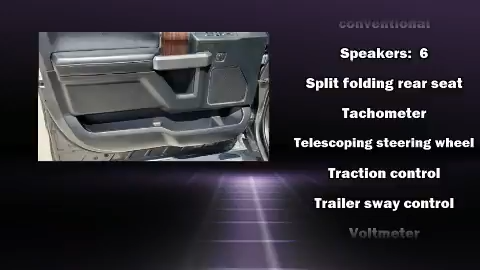 conventional
Speakers: 6
Split folding rear seat
Tachometer
Telescoping steering wheel
Traction control
Trailer sway control
Voltmeter